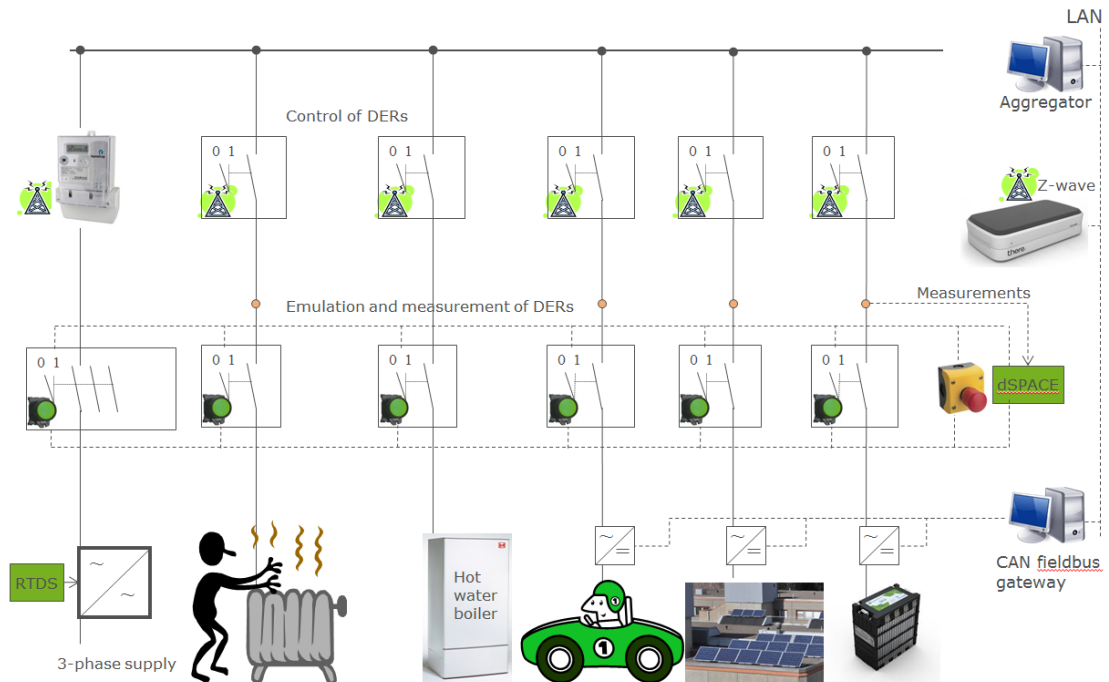 LAN
Aggregator
Control of DERs
0 1
0 1
0 1
0 1
0 1
Z-wave
there.
Emulation and measurement of DERs
Measurements
0 1
0 1
0 1
0 1
0 1
0 1
dSPACE
RTDS
~
~
~
=
~
=
~
=
Hot
water
boiler
1
1
CAN fieldbus
gateway
3-phase supply